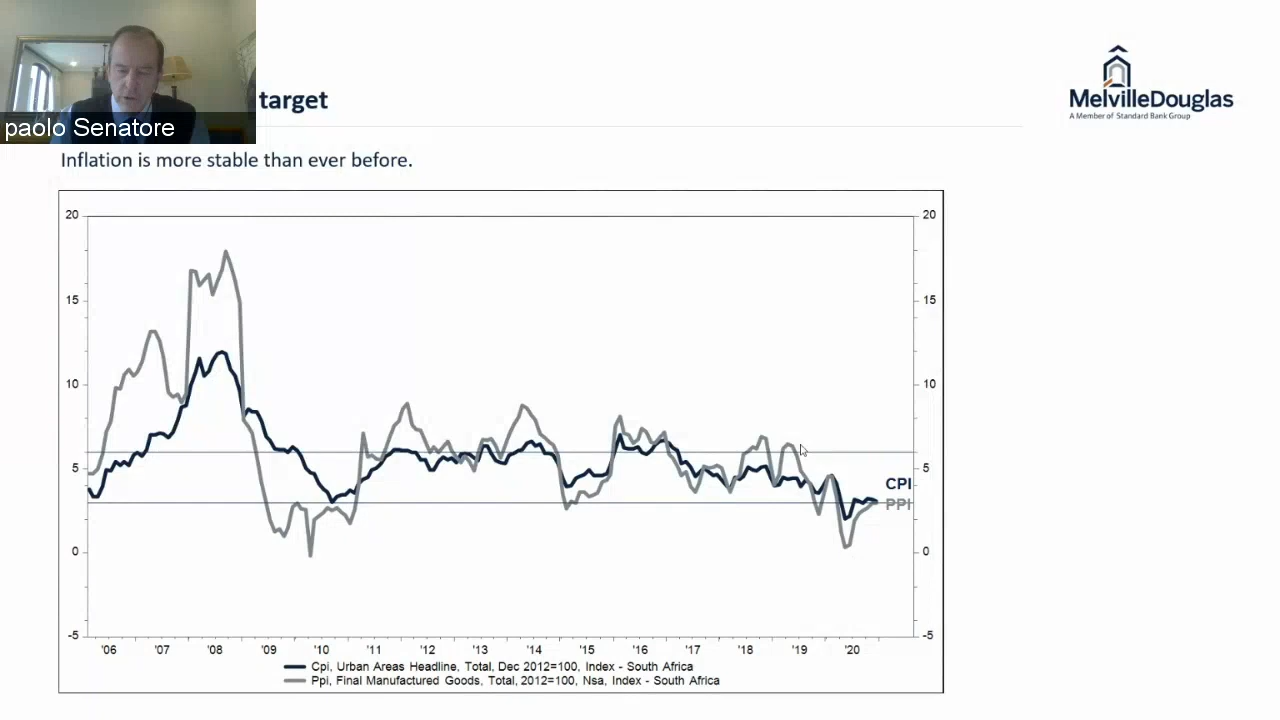 paolo Senatore
target
MelvilleDouglas
A Member of Standard Bank Group
Inflation is more stable than ever before.
20 20
15 15
10 10
5 5
CPI
PPI
0 0
-5 -5
'06 '07 '08 '09 '10 '11 '12 '13 '14 '15 '16 '17 '18 '19 '20
Cpi, Urban Areas Headline, Total, Dec 2012=100, Index - South Africa
Ppi, Final Manufactured Goods, Total, 2012=100, Nsa, Index - South Africa